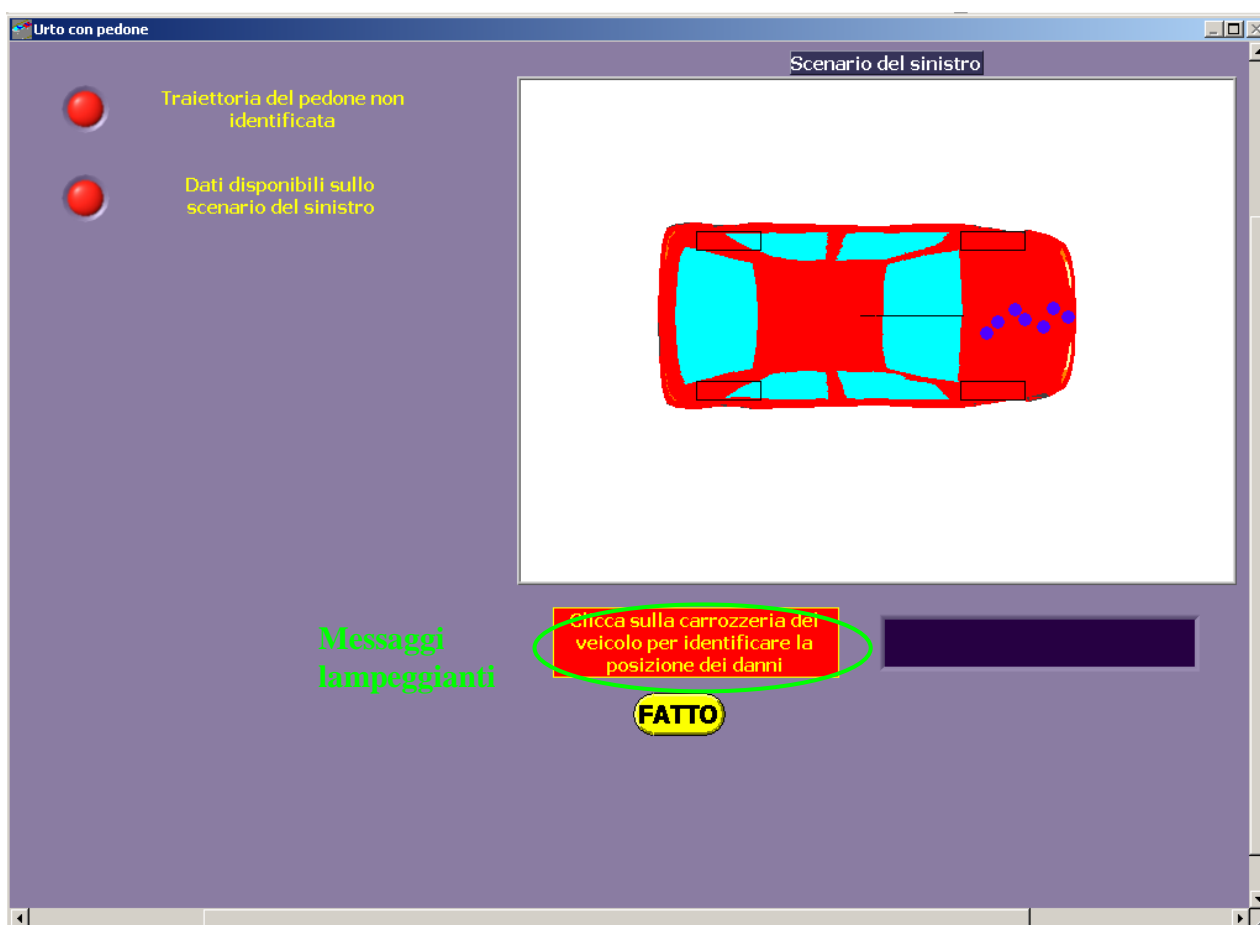 Urto con pedone
Scenario del sinistro
Traiettoria del pedone non
identificata
Dati disponibili sullo
scenario del sinistro
Messaggi
lampeggianti
Clicca sulla carrozzeria del
veicolo per identificare la
posizione dei danni
FATTO